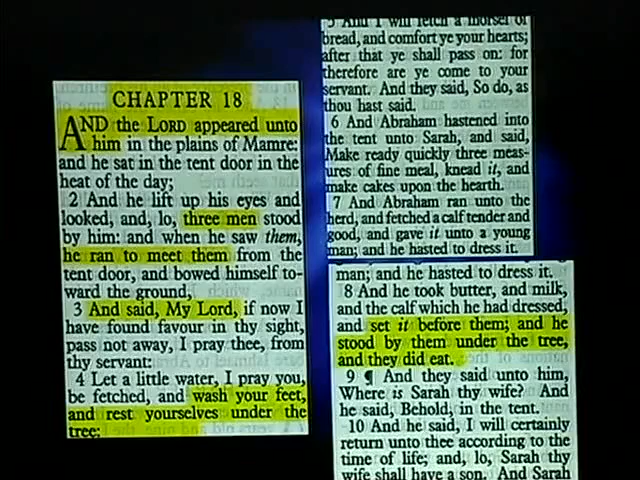 CHAPTER 18
AND the LORD appeared unto
him in the plains of Mamre:
and he sat in the tent door in the
heat of the day;
2 And he lift up his eyes and
looked, and, lo, three men stood
by him: and when he saw them,
he ran to meet them from the
tent door, and bowed himself to-
ward the ground,
3 And said, My Lord, if now I
have found favour in thy sight,
pass not away, I pray thee, from
thy servant:
4 Let a little water, I pray you,
be fetched, and wash your feet,
and rest yourselves under the
tree:
5 And I will fetch a morsel of
bread, and comfort ye your hearts;
after that ye shall pass on: for
therefore are ye come to your
servant. And they said, So do, as
thou hast said.
6 And Abraham hastened into
the tent unto Sarah, and said,
Make ready quickly three meas-
ures of fine meal, knead it, and
make cakes upon the hearth.
7 And Abraham ran unto the
herd, and fetched a calf tender and
good, and gave it unto a young
man; and he hasted to dress it.
man; and he hasted to dress it.
8 And he took butter, and milk,
and the calf which he had dressed,
and set it before them; and he
stood by them under the tree,
and they did eat.
9 ¶ And they said unto him,
Where is Sarah thy wife? And
he said, Behold, in the tent.
10 And he said, I will certainly
return unto thee according to the
time of life; and, lo, Sarah thy
wife shall have a son. And Sarah